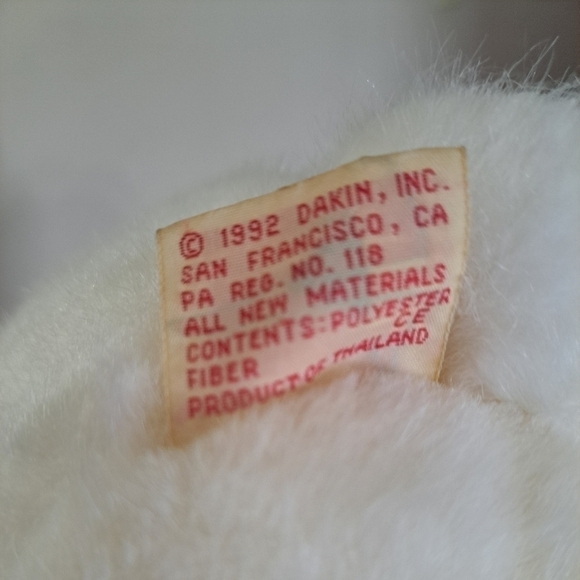 © 1992 DAKIN, INC.
SAN FRANCISCO, CA
PA REG. NO. 118
ALL NEW MATERIALS
CONTENTS: POLYESTER
CE
FIBER
PRODUCT OF THAILAND